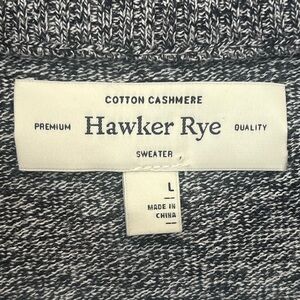 COTTON CASHMERE
PREMIUM Hawker Rye QUALITY
SWEATER
L
MADE IN
CHINA